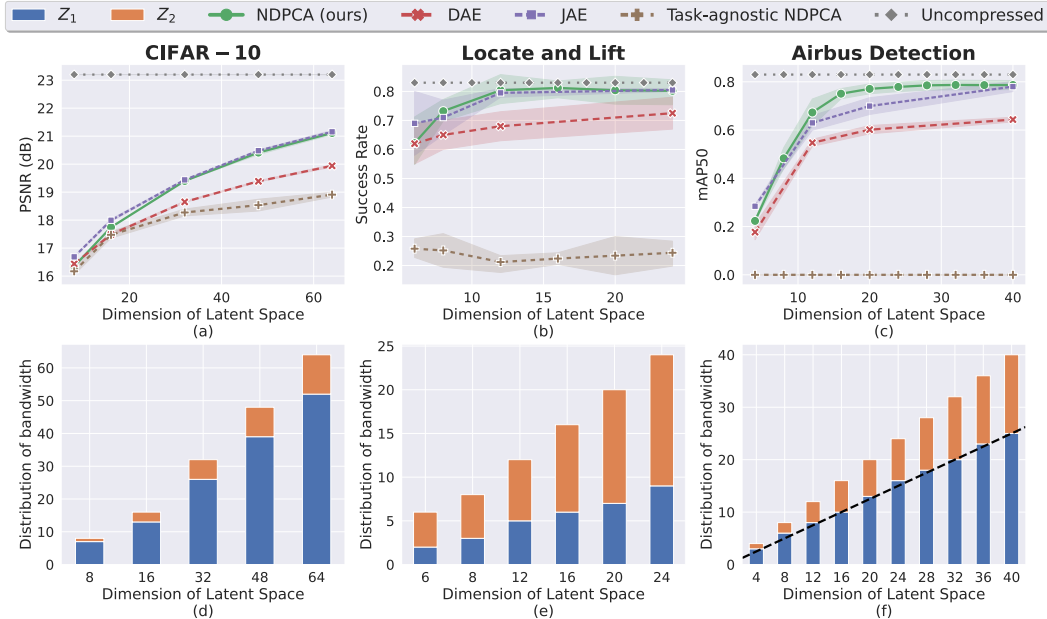 Z1 Z2 NDPCA (ours) DAE JAE Task-agnostic NDPCA Uncompressed
CIFAR − 10
PSNR (dB)
23
22
21
20
19
18
17
16
20 40 60
Dimension of Latent Space
(a)
Locate and Lift
Success Rate
0.8
0.7
0.6
0.5
0.4
0.3
0.2
10 20
Dimension of Latent Space
(b)
Airbus Detection
mAP50
0.8
0.6
0.4
0.2
0.0
10 20 30 40
Dimension of Latent Space
(c)
Distribution of bandwidth
60
50
40
30
20
10
0
8 16 32 48 64
Dimension of Latent Space
(d)
Distribution of bandwidth
25
20
15
10
5
0
6 8 12 16 20 24
Dimension of Latent Space
(e)
Distribution of bandwidth
40
30
20
10
0
4 8 12 16 20 24 28 32 36 40
Dimension of Latent Space
(f)